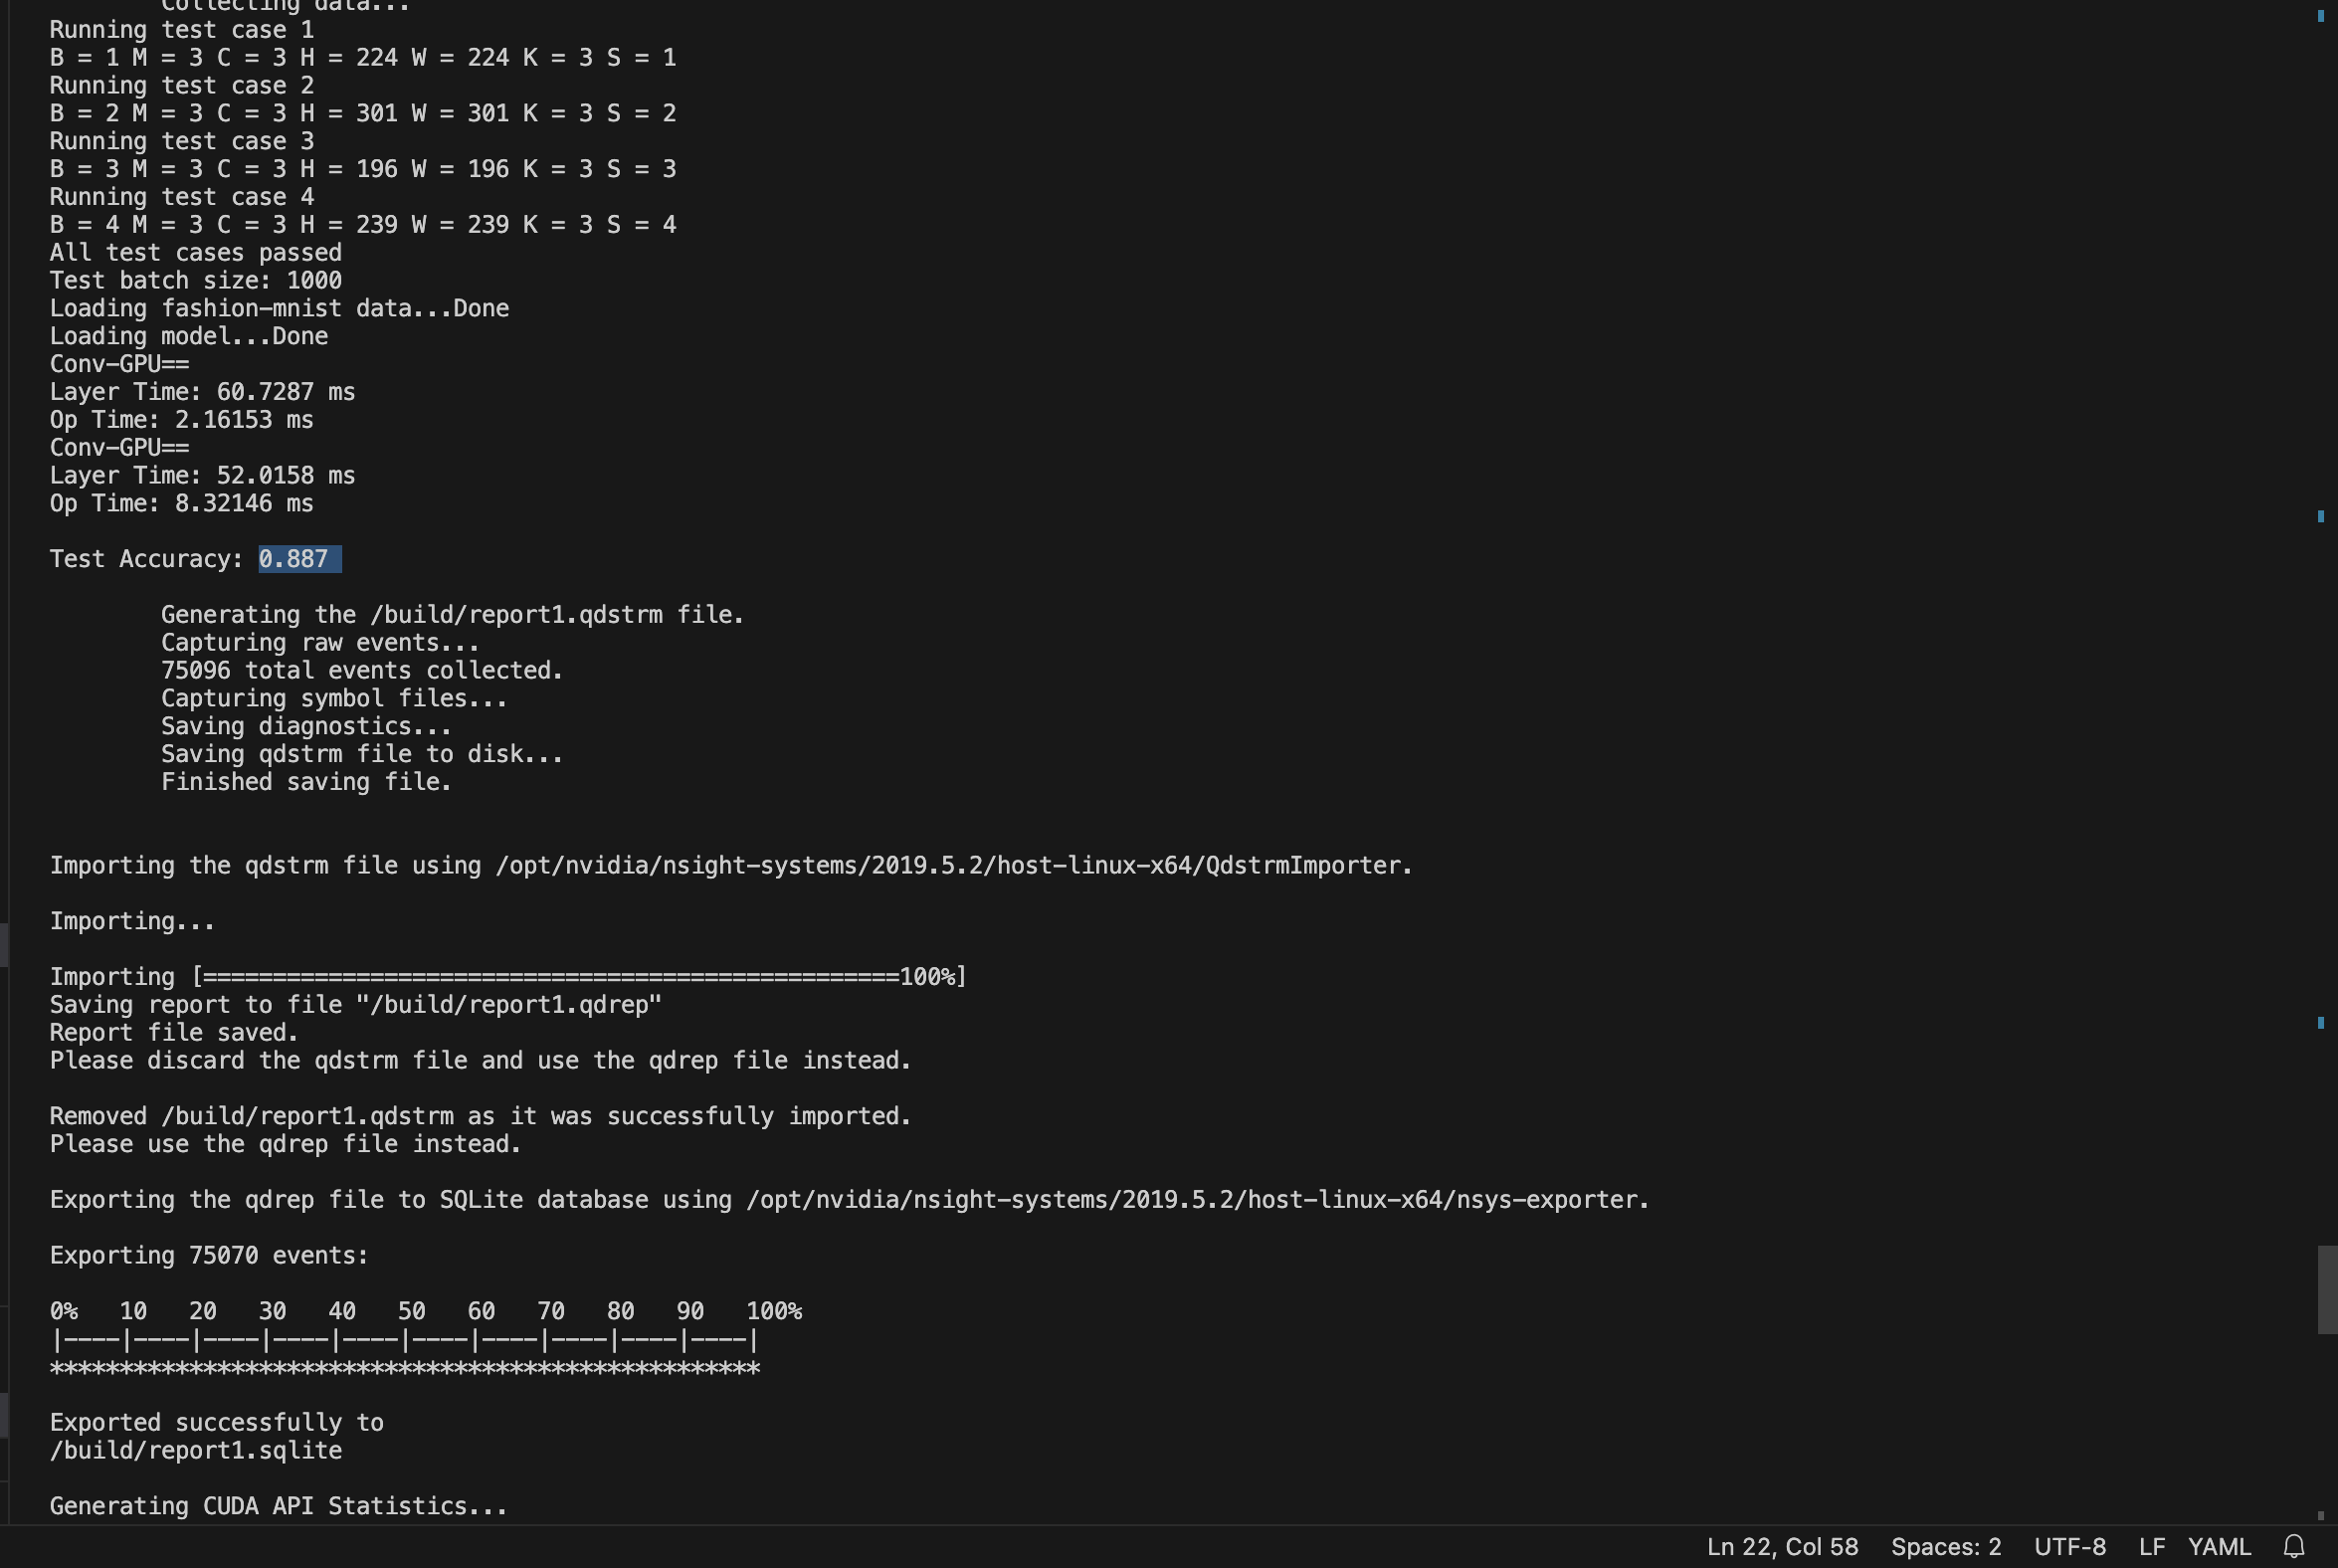 Collecting data...
Running test case 1
B = 1 M = 3 C = 3 H = 224 W = 224 K = 3 S = 1
Running test case 2
B = 2 M = 3 C = 3 H = 301 W = 301 K = 3 S = 2
Running test case 3
B = 3 M = 3 C = 3 H = 196 W = 196 K = 3 S = 3
Running test case 4
B = 4 M = 3 C = 3 H = 239 W = 239 K = 3 S = 4
All test cases passed
Test batch size: 1000
Loading fashion-mnist data...Done
Loading model...Done
Conv-GPU==
Layer Time: 60.7287 ms
Op Time: 2.16153 ms
Conv-GPU==
Layer Time: 52.0158 ms
Op Time: 8.32146 ms
Test Accuracy: 0.887
Generating the /build/report1.qdstrm file.
Capturing raw events...
75096 total events collected.
Capturing symbol files...
Saving diagnostics...
Saving qdstrm file to disk...
Finished saving file.
Importing the qdstrm file using /opt/nvidia/nsight-systems/2019.5.2/host-linux-x64/QdstrmImporter.
Importing...
Importing [==================================================100%]
Saving report to file "/build/report1.qdrep"
Report file saved.
Please discard the qdstrm file and use the qdrep file instead.
Removed /build/report1.qdstrm as it was successfully imported.
Please use the qdrep file instead.
Exporting the qdrep file to SQLite database using /opt/nvidia/nsight-systems/2019.5.2/host-linux-x64/nsys-exporter.
Exporting 75070 events:
0%   10   20   30   40   50   60   70   80   90   100%
|----|----|----|----|----|----|----|----|----|----|
***************************************************
Exported successfully to
/build/report1.sqlite
Generating CUDA API Statistics...
Ln 22, Col 58 Spaces: 2 UTF-8 LF YAML